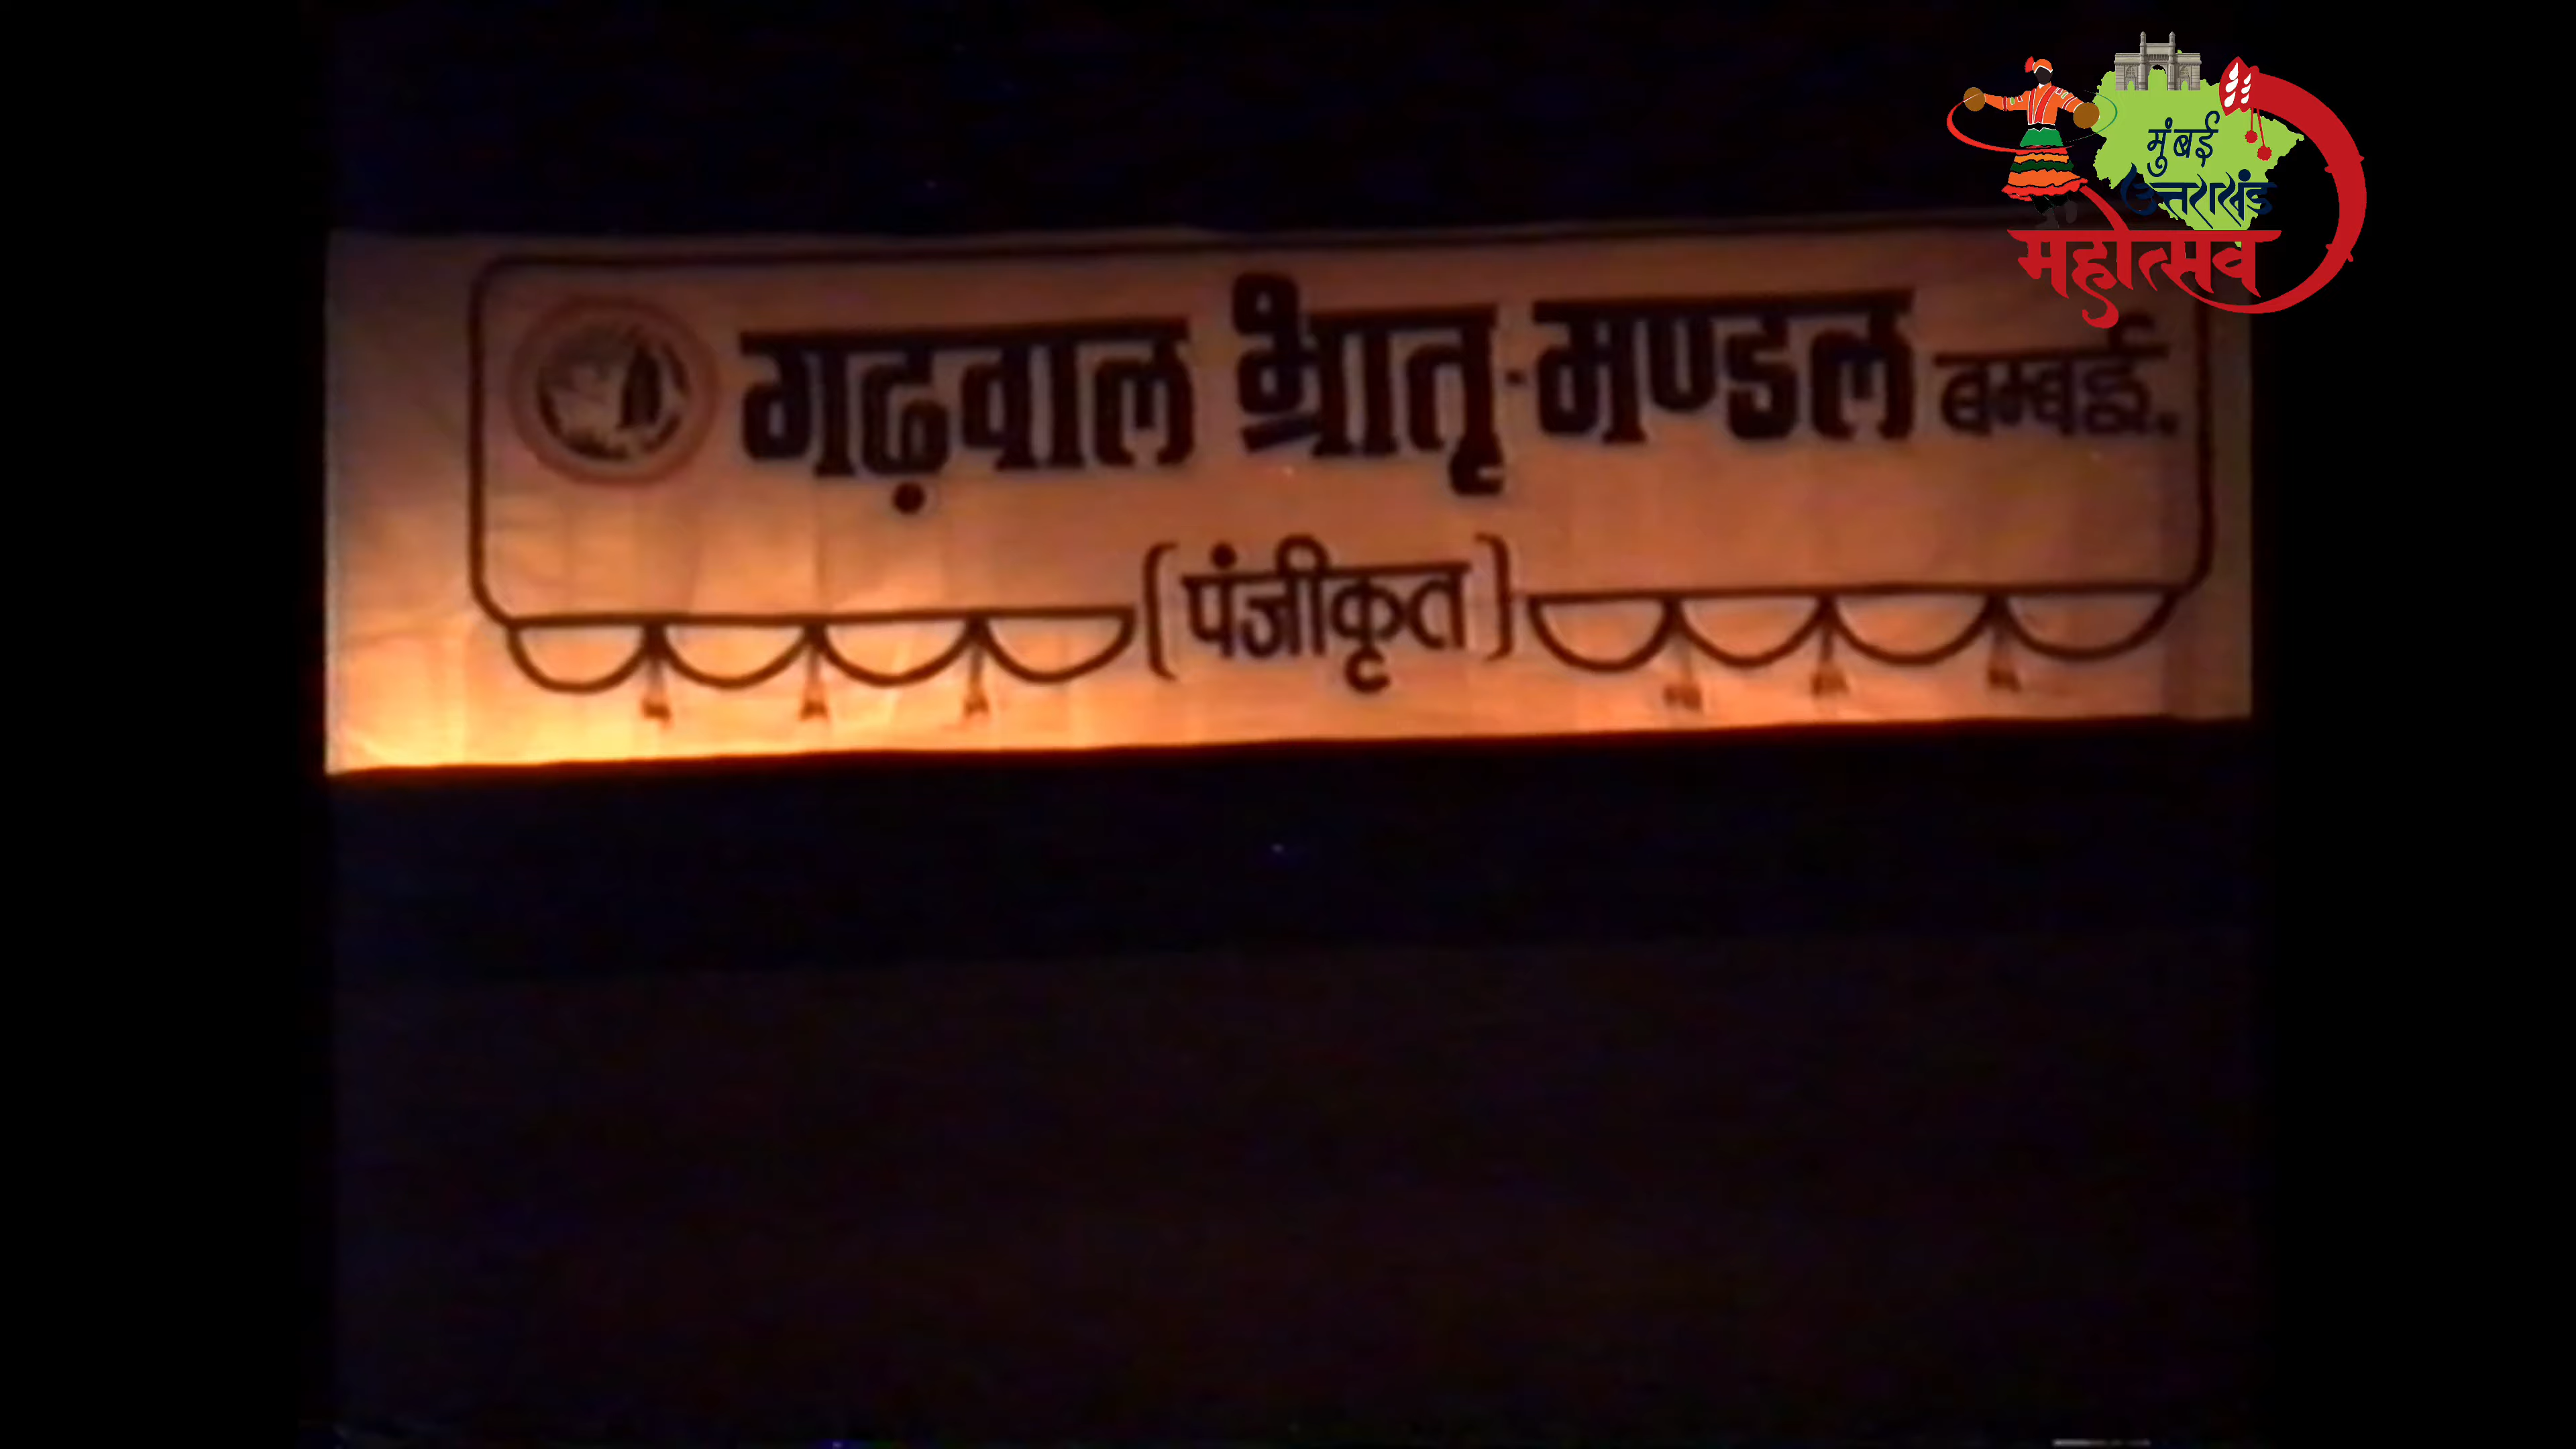 गढ़वाल भ्रातृ-मण्डल बम्बई.
(पंजीकृत)
मुंबई
उत्तराखंड
महोत्सव